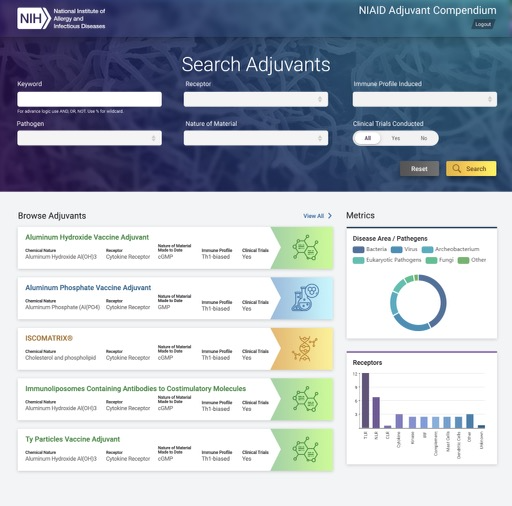 NIH
National Institute of
Allergy and
Infectious Diseases
NIAID Adjuvant Compendium
Logout
Search Adjuvants
Keyword
Receptor
Immune Profile Induced
For advance logic use AND, OR, NOT. Use % for wildcard.
Pathogen
Nature of Material
Clinical Trials Conducted
All Yes No
Reset
Search
Browse Adjuvants
View All
Aluminum Hydroxide Vaccine Adjuvant
Chemical Nature
Aluminum Hydroxide Al(OH)3
Receptor
Cytokine Receptor
Nature of Material
Made to Date
cGMP
Immune Profile
Th1-biased
Clinical Trials
Yes
Aluminum Phosphate Vaccine Adjuvant
Chemical Nature
Aluminum Phosphate (Al(PO4)
Receptor
Cytokine Receptor
Nature of Material
Made to Date
GMP
Immune Profile
Th1-biased
Clinical Trials
Yes
ISCOMATRIX®
Chemical Nature
Cholesterol and phospholipid
Receptor
Cytokine Receptor
Nature of Material
Made to Date
cGMP
Immune Profile
Th1-biased
Clinical Trials
Yes
Immunoliposomes Containing Antibodies to Costimulatory Molecules
Chemical Nature
Aluminum Hydroxide Al(OH)3
Receptor
Cytokine Receptor
Nature of Material
Made to Date
cGMP
Immune Profile
Th1-biased
Clinical Trials
Yes
Ty Particles Vaccine Adjuvant
Chemical Nature
Aluminum Hydroxide Al(OH)3
Receptor
Cytokine Receptor
Nature of Material
Made to Date
cGMP
Immune Profile
Th1-biased
Clinical Trials
Yes
Metrics
Disease Area / Pathegens
Bacteria Virus Archeobacterium
Eukaryotic Pathogens Fungi Other
Receptors
12
9
6
3
0
TLR
NLR
CLR
Cytokine
Kinase
Complement
Mast Cells
Dendritic Cells
Other
Unknown